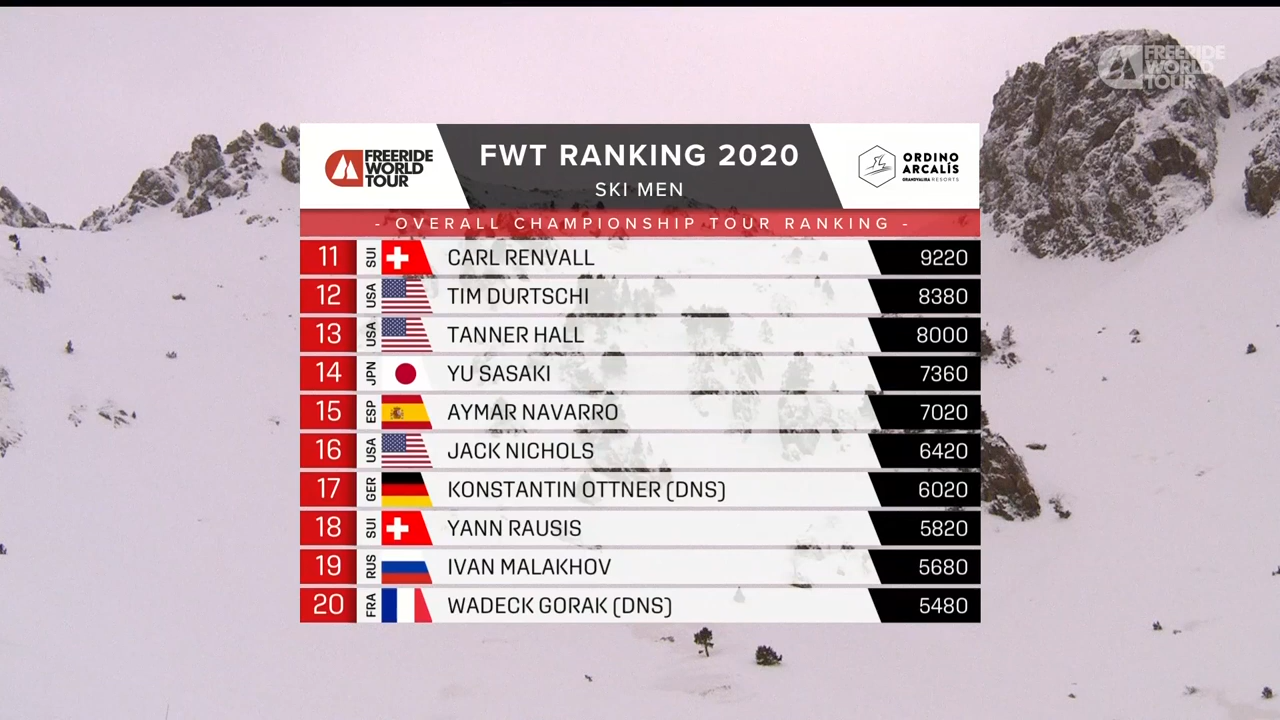 FREERIDE
WORLD
TOUR
FREERIDE
WORLD
TOUR
FWT RANKING 2020
SKI MEN
ORDINO
ARCALÍS
GRANDVALIRA RESORTS
- OVERALL CHAMPIONSHIP TOUR RANKING -
11 SUI CARL RENVALL 9220
12 USA TIM DURTSCHI 8380
13 USA TANNER HALL 8000
14 JPN YU SASAKI 7360
15 ESP AYMAR NAVARRO 7020
16 USA JACK NICHOLS 6420
17 GER KONSTANTIN OTTNER (DNS) 6020
18 SUI YANN RAUSIS 5820
19 RUS IVAN MALAKHOV 5680
20 FRA WADECK GORAK (DNS) 5480